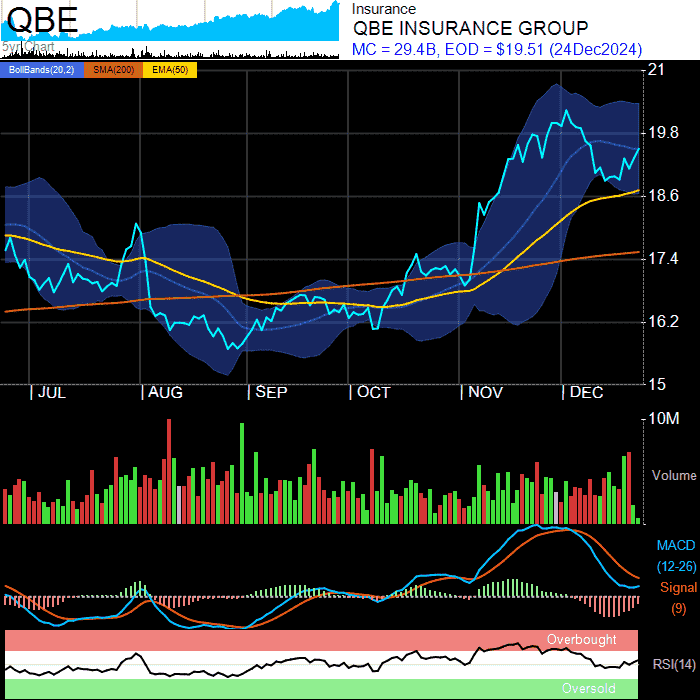 QBE
5yr Chart
Insurance
QBE INSURANCE GROUP
MC = 29.4B, EOD = $19.51 (24Dec2024)
BollBands(20,2) SMA(200) EMA(50)
21
19.8
18.6
17.4
16.2
15
JUL AUG SEP OCT NOV DEC
10M
Volume
MACD
(12-26)
Signal
(9)
Overbought
RSI(14)
Oversold